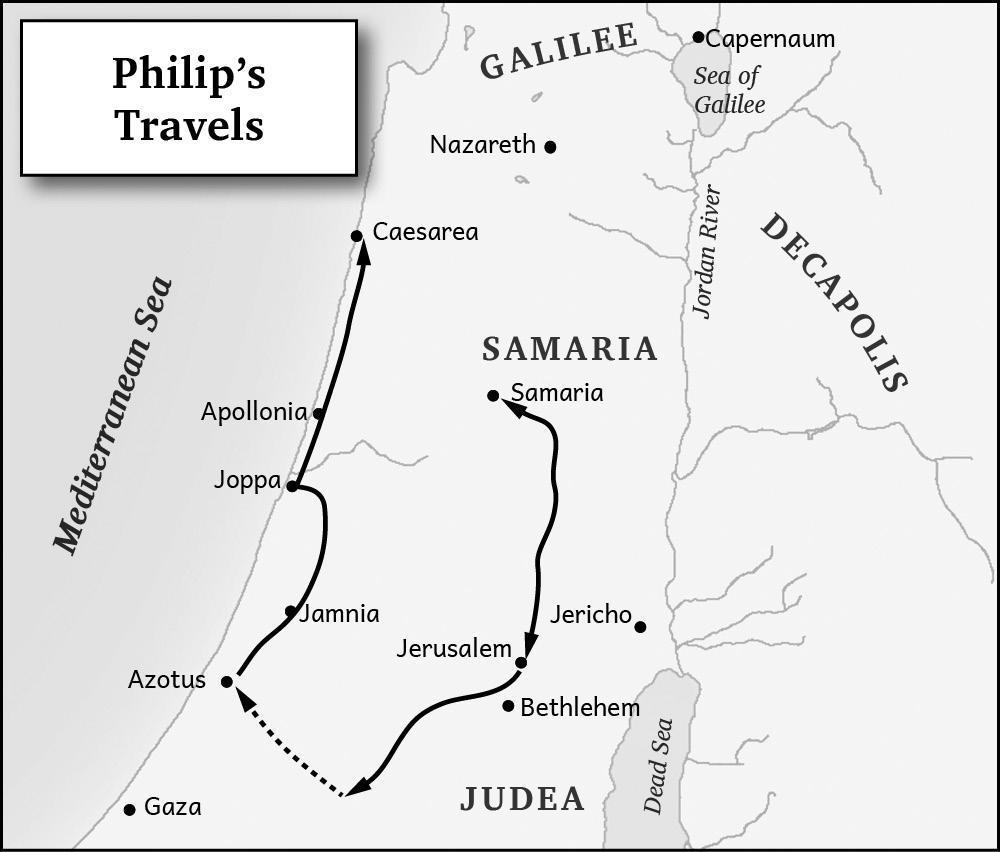 Philip’s
Travels
GALILEE
Capernaum
Sea of
Galilee
Nazareth
Jordan River
Caesarea
DECAPOLIS
Mediterranean Sea
SAMARIA
Samaria
Apollonia
Joppa
Jamnia
Jericho
Jerusalem
Azotus
Bethlehem
Dead Sea
JUDEA
Gaza